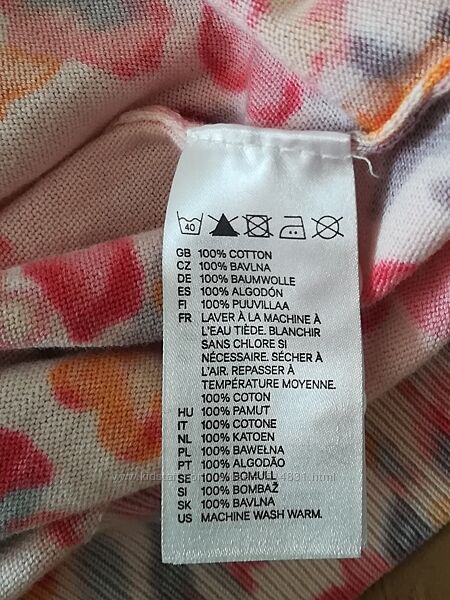 40
GB 100% COTTON
CZ 100% BAVLNA
DE 100% BAUMWOLLE
ES 100% ALGODÓN
FI 100% PUUVILLAA
FR LAVER À LA MACHINE À
L'EAU TIÈDE. BLANCHIR
SANS CHLORE SI
NÉCESSAIRE. SÉCHER À
L'AIR. REPASSER À
TEMPÉRATURE MOYENNE.
100% COTON
HU 100% PAMUT
IT 100% COTONE
NL 100% KATOEN
PL 100% BAWEŁNA
PT 100% ALGODÃO
SE 100% BOMULL
SI 100% BOMBAŽ
SK 100% BAVLNA
US MACHINE WASH WARM.